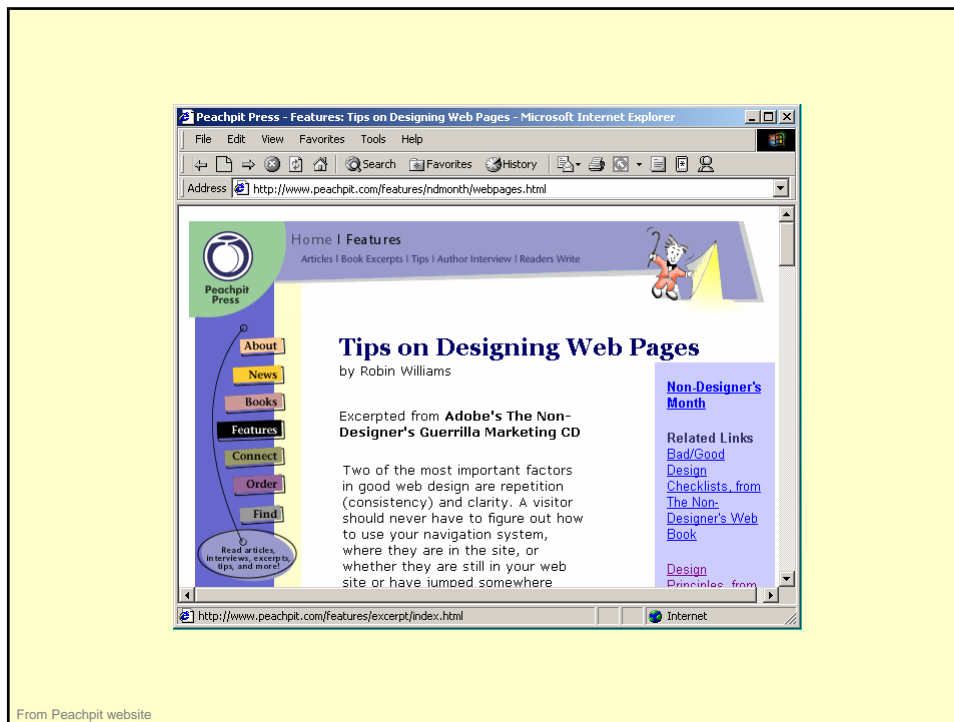 Peachpit Press - Features: Tips on Designing Web Pages - Microsoft Internet Explorer
File Edit View Favorites Tools Help
Search Favorites History
Address http://www.peachpit.com/features/ndmonth/webpages.html
Peachpit
Press
Home | Features
Articles | Book Excerpts | Tips | Author Interview | Readers Write
About
News
Books
Features
Connect
Order
Find
Read articles,
interviews, excerpts,
tips, and more!
Tips on Designing Web Pages
by Robin Williams
Excerpted from Adobe's The Non-
Designer's Guerrilla Marketing CD
Two of the most important factors
in good web design are repetition
(consistency) and clarity. A visitor
should never have to figure out how
to use your navigation system,
where they are in the site, or
whether they are still in your web
site or have jumped somewhere
Non-Designer's
Month
Related Links
Bad/Good
Design
Checklists, from
The Non-
Designer's Web
Book
Design
Principles, from
http://www.peachpit.com/features/excerpt/index.html
Internet
From Peachpit website